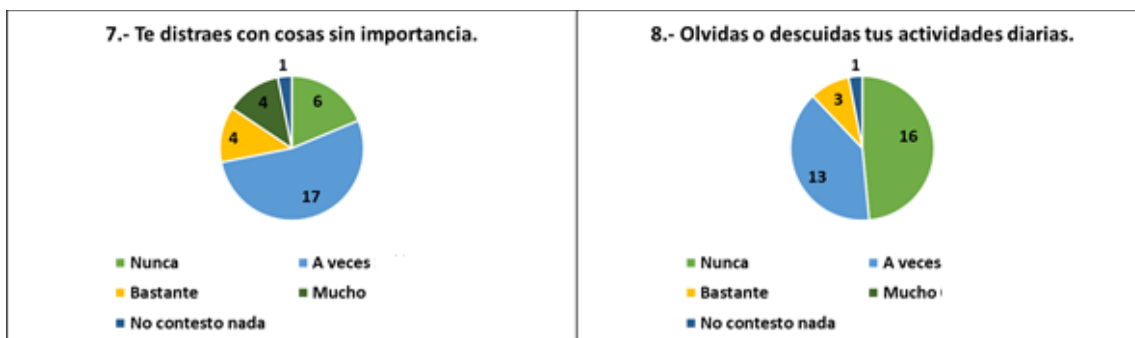 7.- Te distraes con cosas sin importancia.
1
6
4
4
17
Nunca
A veces
Bastante
Mucho
No contesto nada
8.- Olvidas o descuidas tus actividades diarias.
1
3
16
13
Nunca
A veces
Bastante
Mucho
No contesto nada